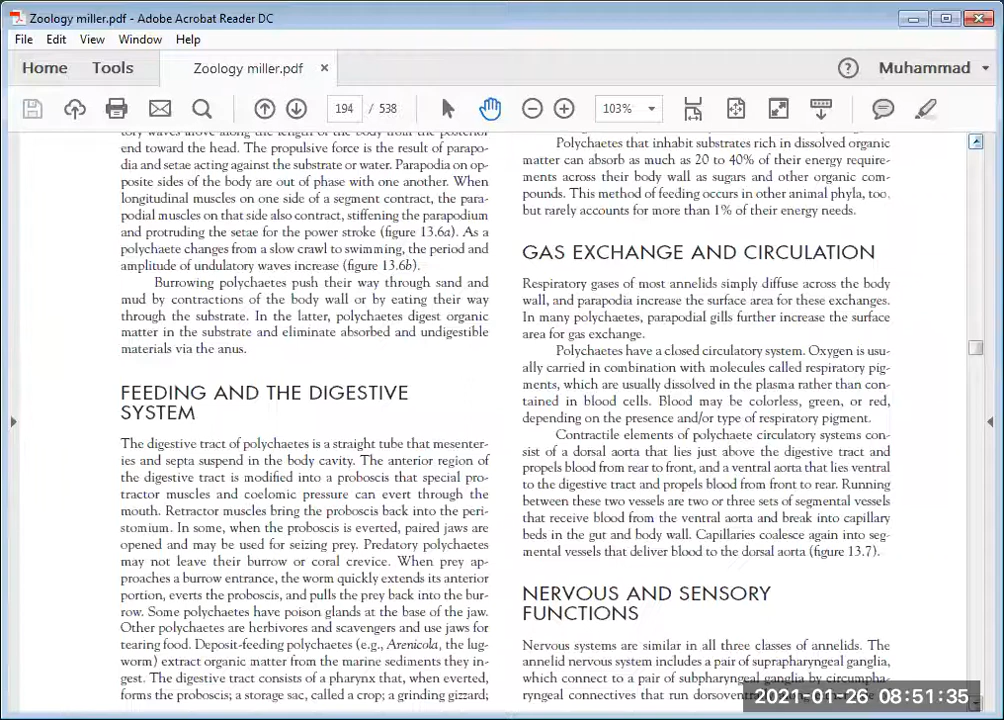 Zoology miller.pdf - Adobe Acrobat Reader DC
File Edit View Window Help
Home Tools Zoology miller.pdf × Muhammad
194 / 538 103%
tory waves move along the length of the body from the posterior
end toward the head. The propulsive force is the result of parapo-
dia and setae acting against the substrate or water. Parapodia on op-
posite sides of the body are out of phase with one another. When
longitudinal muscles on one side of a segment contract, the para-
podial muscles on that side also contract, stiffening the parapodium
and protruding the setae for the power stroke (figure 13.6a). As a
polychaete changes from a slow crawl to swimming, the period and
amplitude of undulatory waves increase (figure 13.6b).
Burrowing polychaetes push their way through sand and
mud by contractions of the body wall or by eating their way
through the substrate. In the latter, polychaetes digest organic
matter in the substrate and eliminate absorbed and undigestible
materials via the anus.
FEEDING AND THE DIGESTIVE
SYSTEM
The digestive tract of polychaetes is a straight tube that mesenter-
ies and septa suspend in the body cavity. The anterior region of
the digestive tract is modified into a proboscis that special pro-
tractor muscles and coelomic pressure can evert through the
mouth. Retractor muscles bring the proboscis back into the peri-
stomium. In some, when the proboscis is everted, paired jaws are
opened and may be used for seizing prey. Predatory polychaetes
may not leave their burrow or coral crevice. When prey ap-
proaches a burrow entrance, the worm quickly extends its anterior
portion, everts the proboscis, and pulls the prey back into the bur-
row. Some polychaetes have poison glands at the base of the jaw.
Other polychaetes are herbivores and scavengers and use jaws for
tearing food. Deposit-feeding polychaetes (e.g., Arenicola, the lug-
worm) extract organic matter from the marine sediments they in-
gest. The digestive tract consists of a pharynx that, when everted,
forms the proboscis; a storage sac, called a crop; a grinding gizzard;
Polychaetes that inhabit substrates rich in dissolved organic
matter can absorb as much as 20 to 40% of their energy require-
ments across their body wall as sugars and other organic com-
pounds. This method of feeding occurs in other animal phyla, too,
but rarely accounts for more than 1% of their energy needs.
GAS EXCHANGE AND CIRCULATION
Respiratory gases of most annelids simply diffuse across the body
wall, and parapodia increase the surface area for these exchanges.
In many polychaetes, parapodial gills further increase the surface
area for gas exchange.
Polychaetes have a closed circulatory system. Oxygen is usu-
ally carried in combination with molecules called respiratory pig-
ments, which are usually dissolved in the plasma rather than con-
tained in blood cells. Blood may be colorless, green, or red,
depending on the presence and/or type of respiratory pigment.
Contractile elements of polychaete circulatory systems con-
sist of a dorsal aorta that lies just above the digestive tract and
propels blood from rear to front, and a ventral aorta that lies ventral
to the digestive tract and propels blood from front to rear. Running
between these two vessels are two or three sets of segmental vessels
that receive blood from the ventral aorta and break into capillary
beds in the gut and body wall. Capillaries coalesce again into seg-
mental vessels that deliver blood to the dorsal aorta (figure 13.7).
NERVOUS AND SENSORY
FUNCTIONS
Nervous systems are similar in all three classes of annelids. The
annelid nervous system includes a pair of suprapharyngeal ganglia,
which connect to a pair of subpharyngeal ganglia by circumpha-
ryngeal connectives that run dorsoventrally
2021-01-26 08:51:35